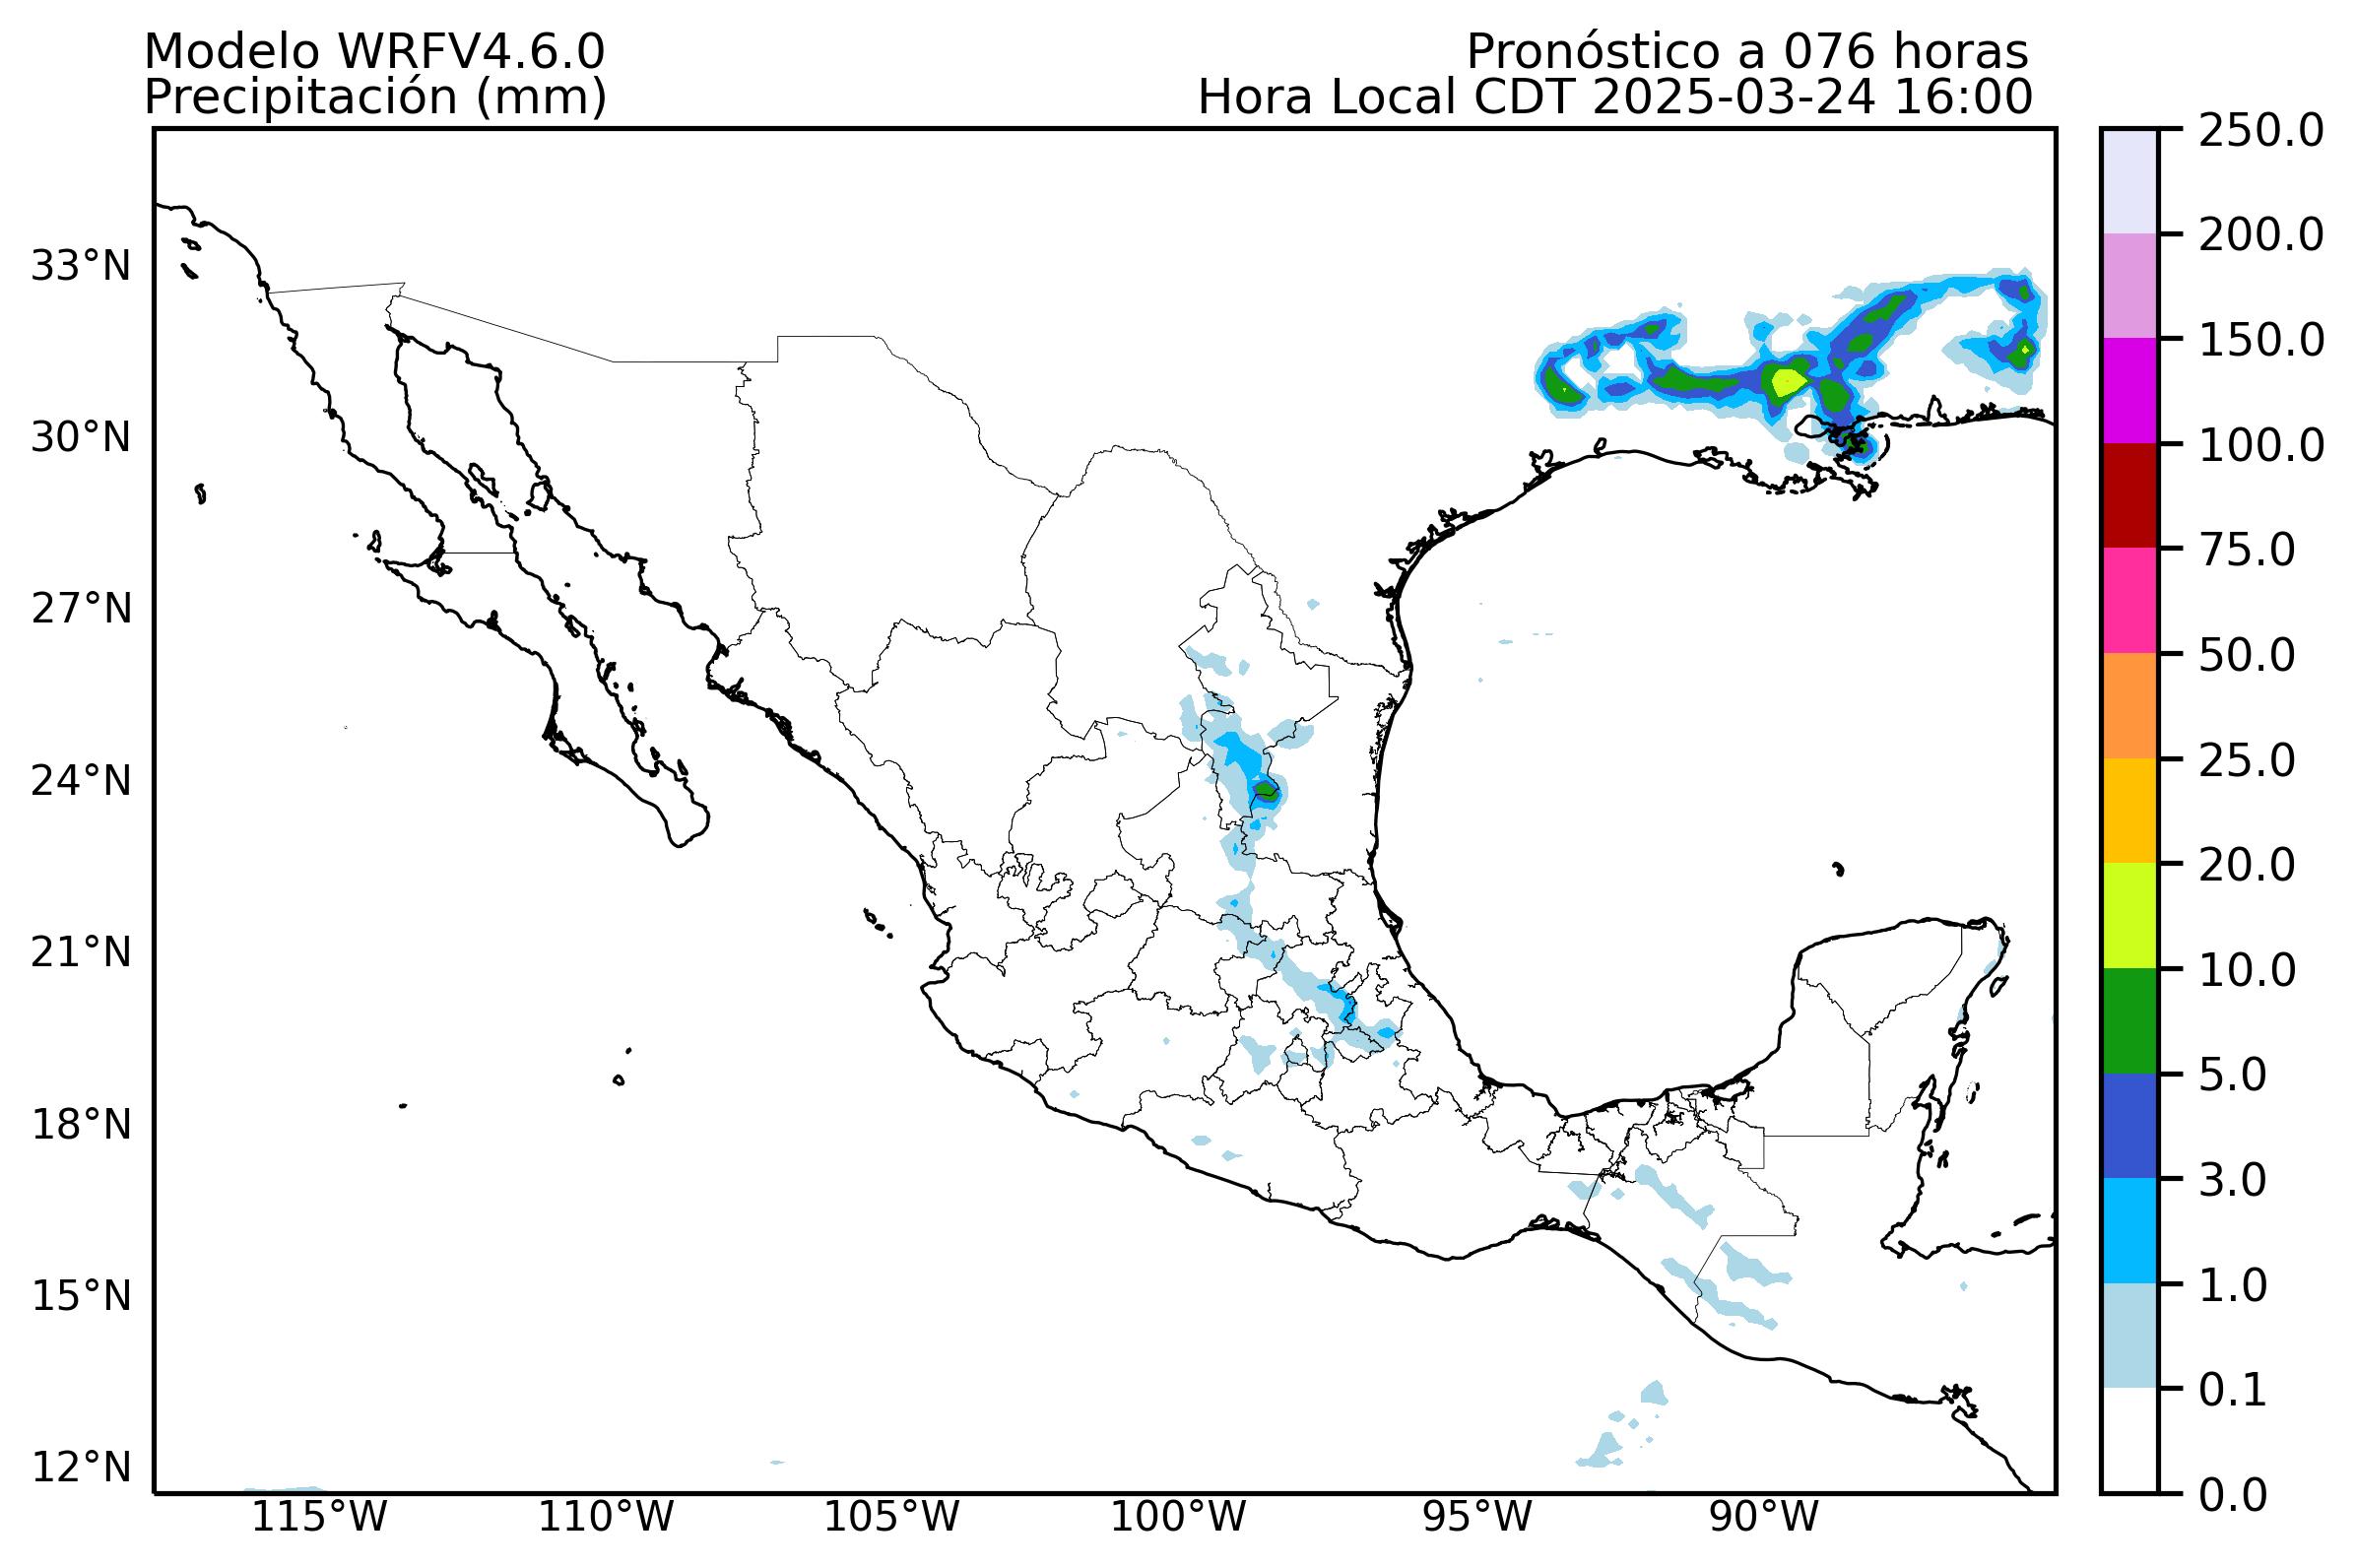 Modelo WRFV4.6.0
Pronóstico a 076 horas
Precipitación (mm)
Hora Local CDT 2025-03-24 16:00
250.0
200.0
150.0
100.0
75.0
50.0
25.0
20.0
10.0
5.0
3.0
1.0
0.1
0.0
33°N
30°N
27°N
24°N
21°N
18°N
15°N
12°N
115°W
110°W
105°W
100°W
95°W
90°W